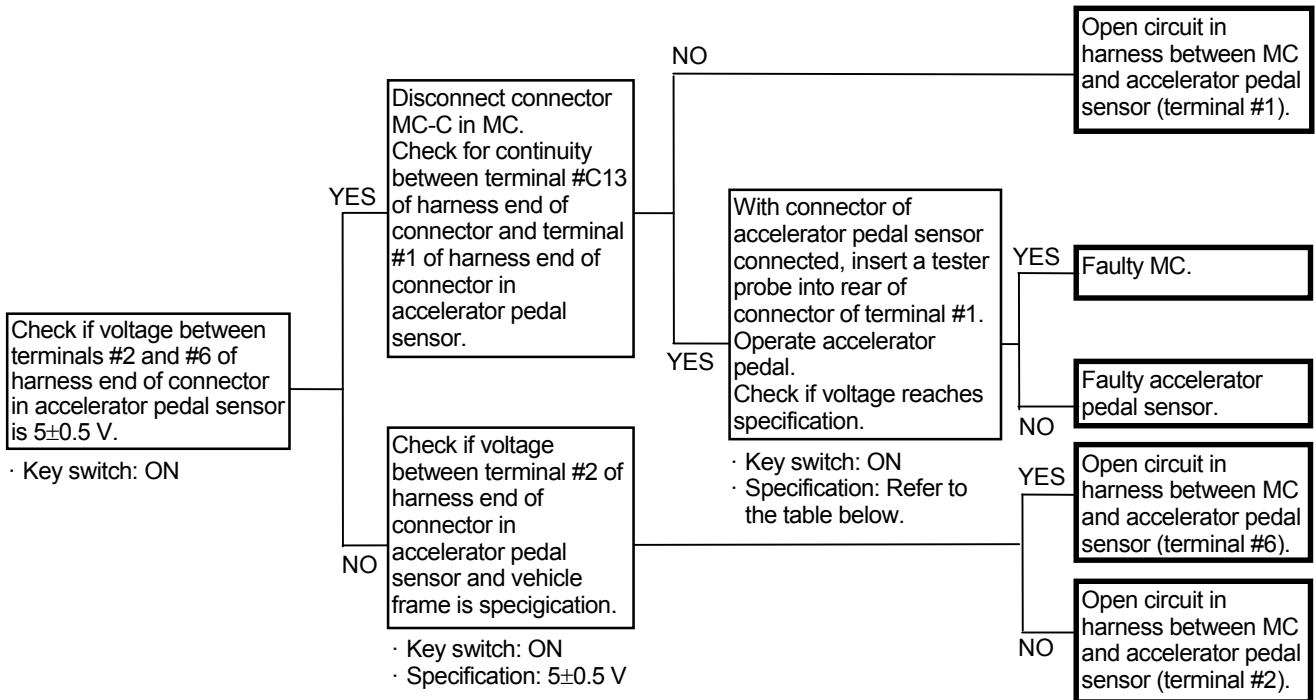 Check if voltage between
terminals #2 and #6 of
harness end of connector
in accelerator pedal sensor
is 5±0.5 V.
· Key switch: ON
YES
Disconnect connector
MC-C in MC.
Check for continuity
between terminal #C13
of harness end of
connector and terminal
#1 of harness end of
connector in
accelerator pedal
sensor.
NO
Check if voltage
between terminal #2 of
harness end of
connector in
accelerator pedal
sensor and vehicle
frame is specigication.
· Key switch: ON
· Specification: 5±0.5 V
NO
Open circuit in
harness between MC
and accelerator pedal
sensor (terminal #1).
YES
With connector of
accelerator pedal sensor
connected, insert a tester
probe into rear of
connector of terminal #1.
Operate accelerator
pedal.
Check if voltage reaches
specification.
· Key switch: ON
· Specification: Refer to
the table below.
YES
Faulty MC.
NO
Faulty accelerator
pedal sensor.
YES
Open circuit in
harness between MC
and accelerator pedal
sensor (terminal #6).
NO
Open circuit in
harness between MC
and accelerator pedal
sensor (terminal #2).